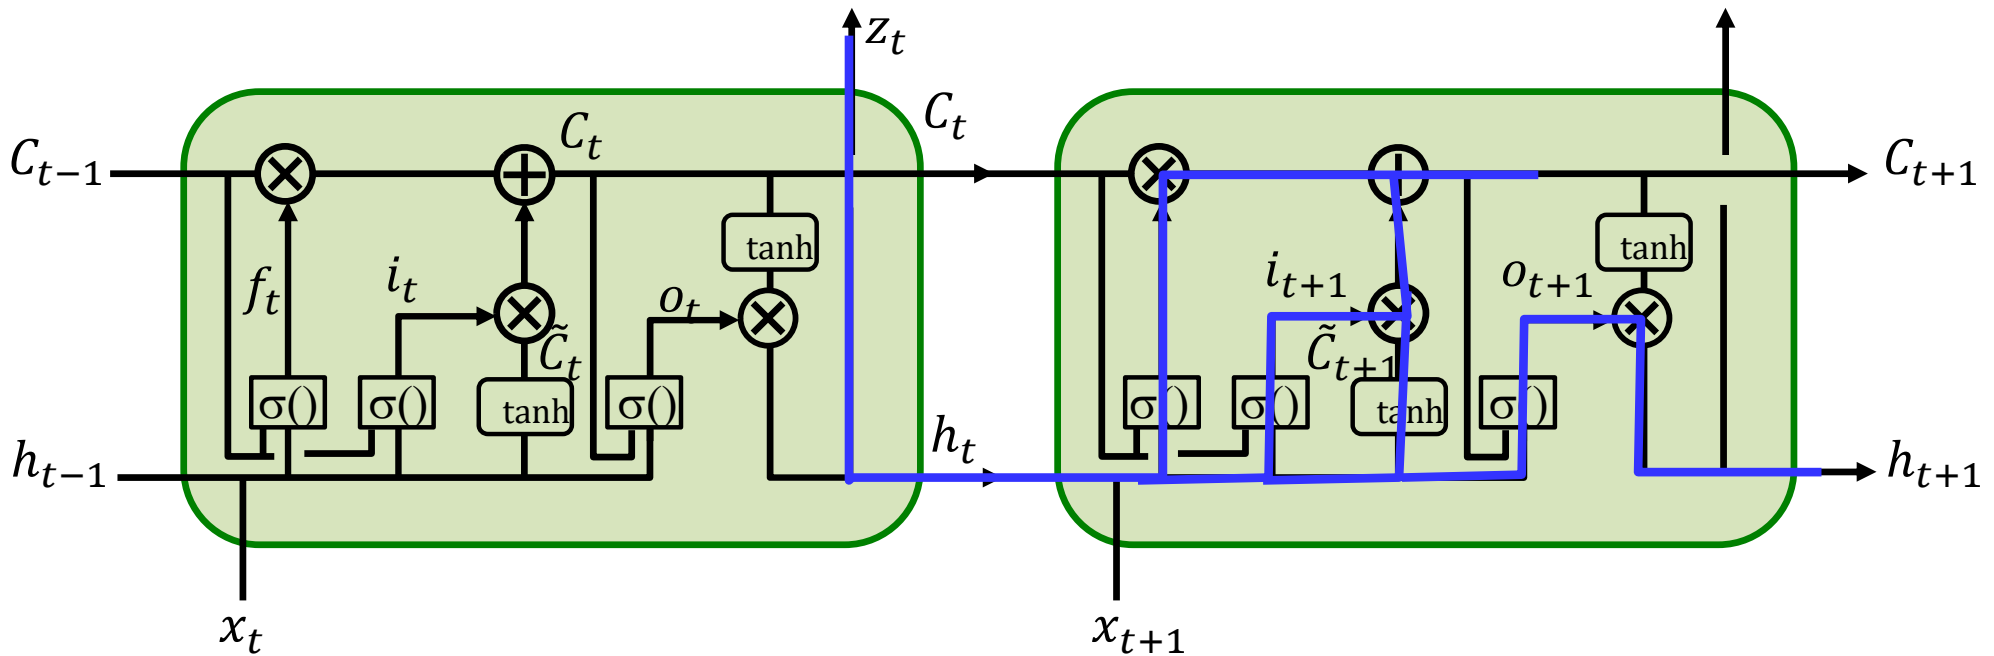 z_t
C_t C_t
C_{t−1} C_{t+1}
tanh tanh
f_t i_t o_t i_{t+1} o_{t+1}
C̃_t C̃_{t+1}
σ() σ() tanh σ() σ() σ() tanh σ()
h_{t−1} h_t h_{t+1}
x_t x_{t+1}